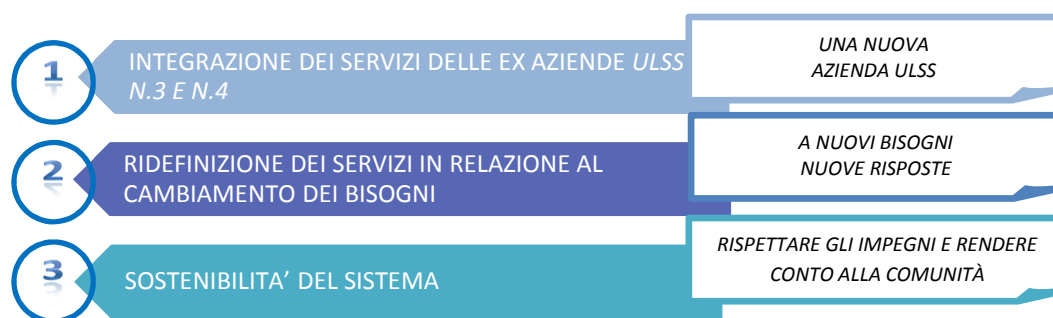 1
INTEGRAZIONE DEI SERVIZI DELLE EX AZIENDE ULSS
N.3 E N.4
UNA NUOVA
AZIENDA ULSS
2
RIDEFINIZIONE DEI SERVIZI IN RELAZIONE AL
CAMBIAMENTO DEI BISOGNI
A NUOVI BISOGNI
NUOVE RISPOSTE
3
SOSTENIBILITA’ DEL SISTEMA
RISPETTARE GLI IMPEGNI E RENDERE
CONTO ALLA COMUNITÀ